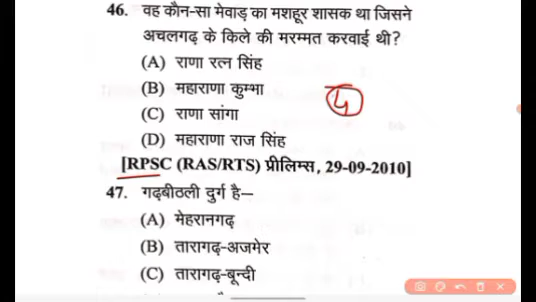 46. वह कौन-सा मेवाड़ का मशहूर शासक था जिसने
अचलगढ़ के किले की मरम्मत करवाई थी?
(A) राणा रत्न सिंह
(B) महाराणा कुम्भा
(C) राणा सांगा
(D) महाराणा राज सिंह
[RPSC (RAS/RTS) प्रीलिम्स, 29-09-2010]
47. गढ़बीठली दुर्ग है—
(A) मेहरानगढ़
(B) तारागढ़-अजमेर
(C) तारागढ़-बून्दी